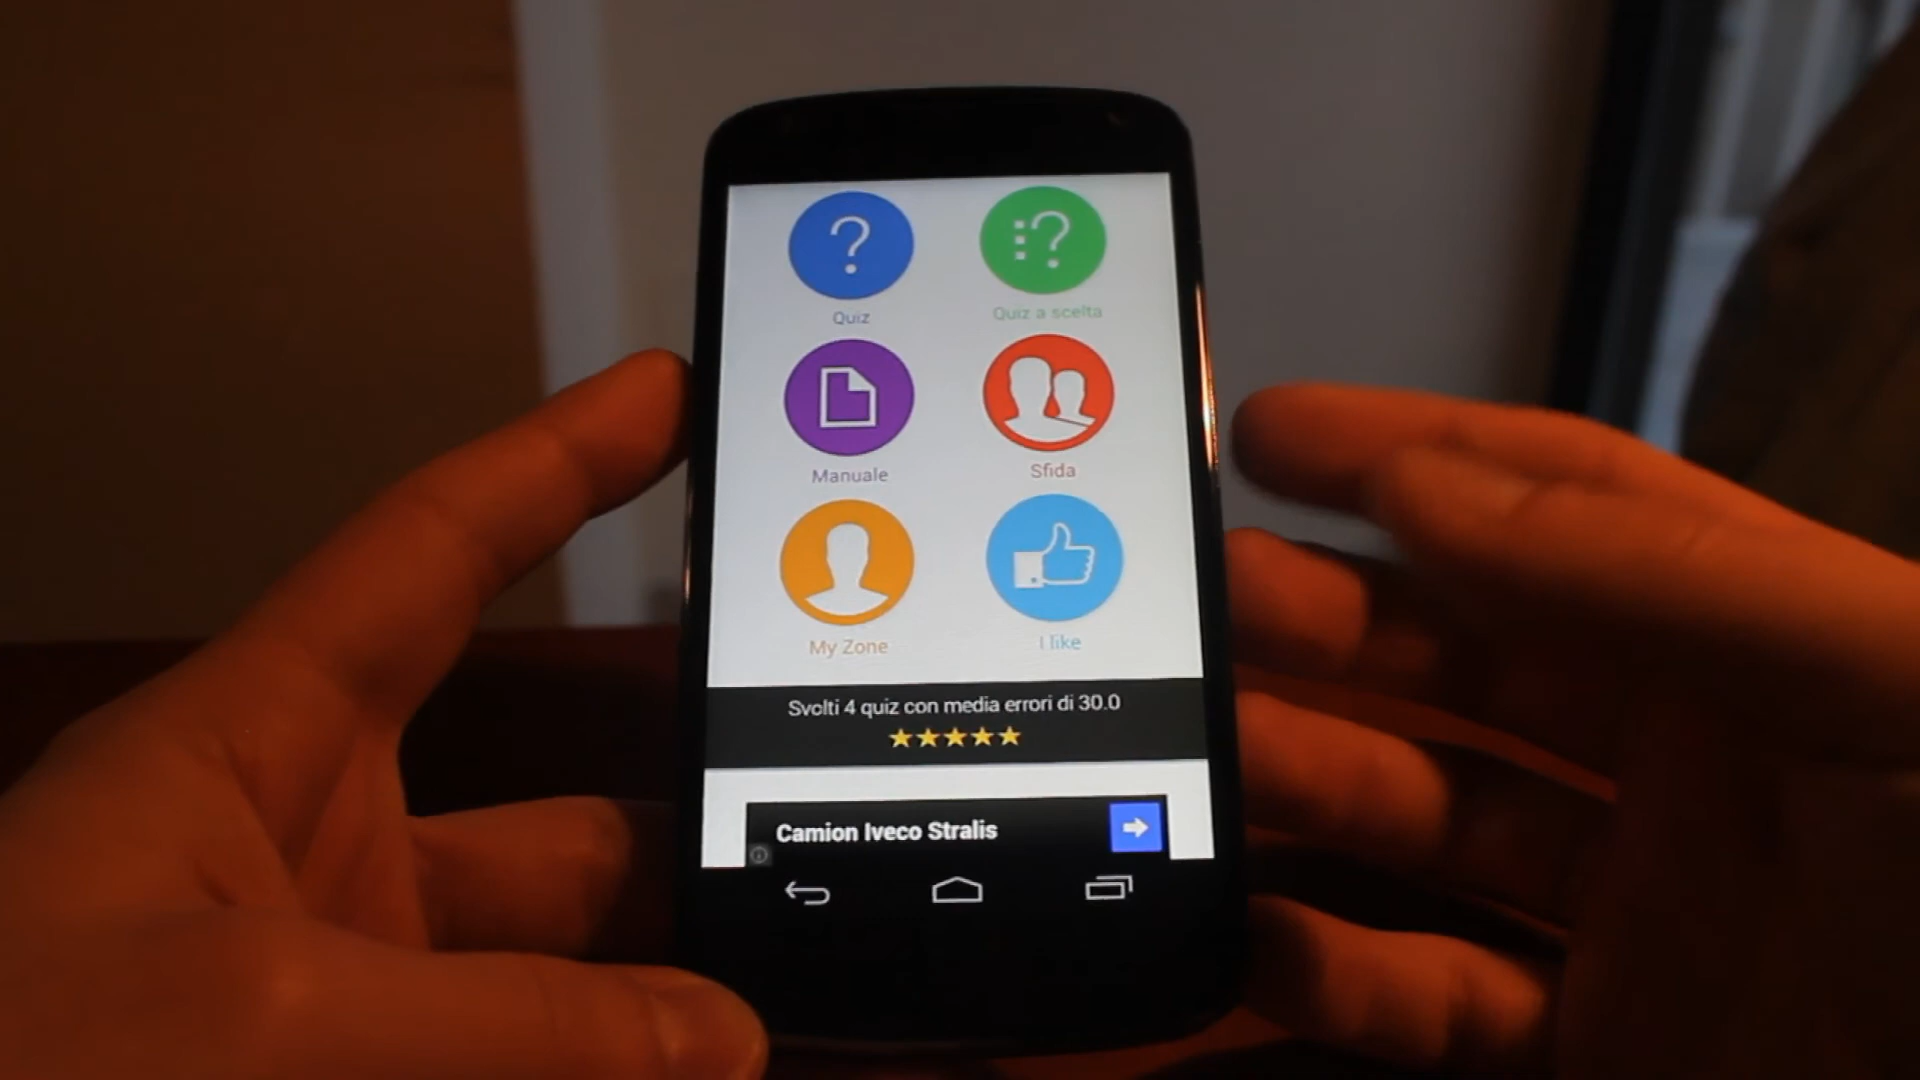 Quiz
Quiz a scelta
Manuale
Sfida
My Zone
I like
Svolti 4 quiz con media errori di 30.0
Camion Iveco Stralis